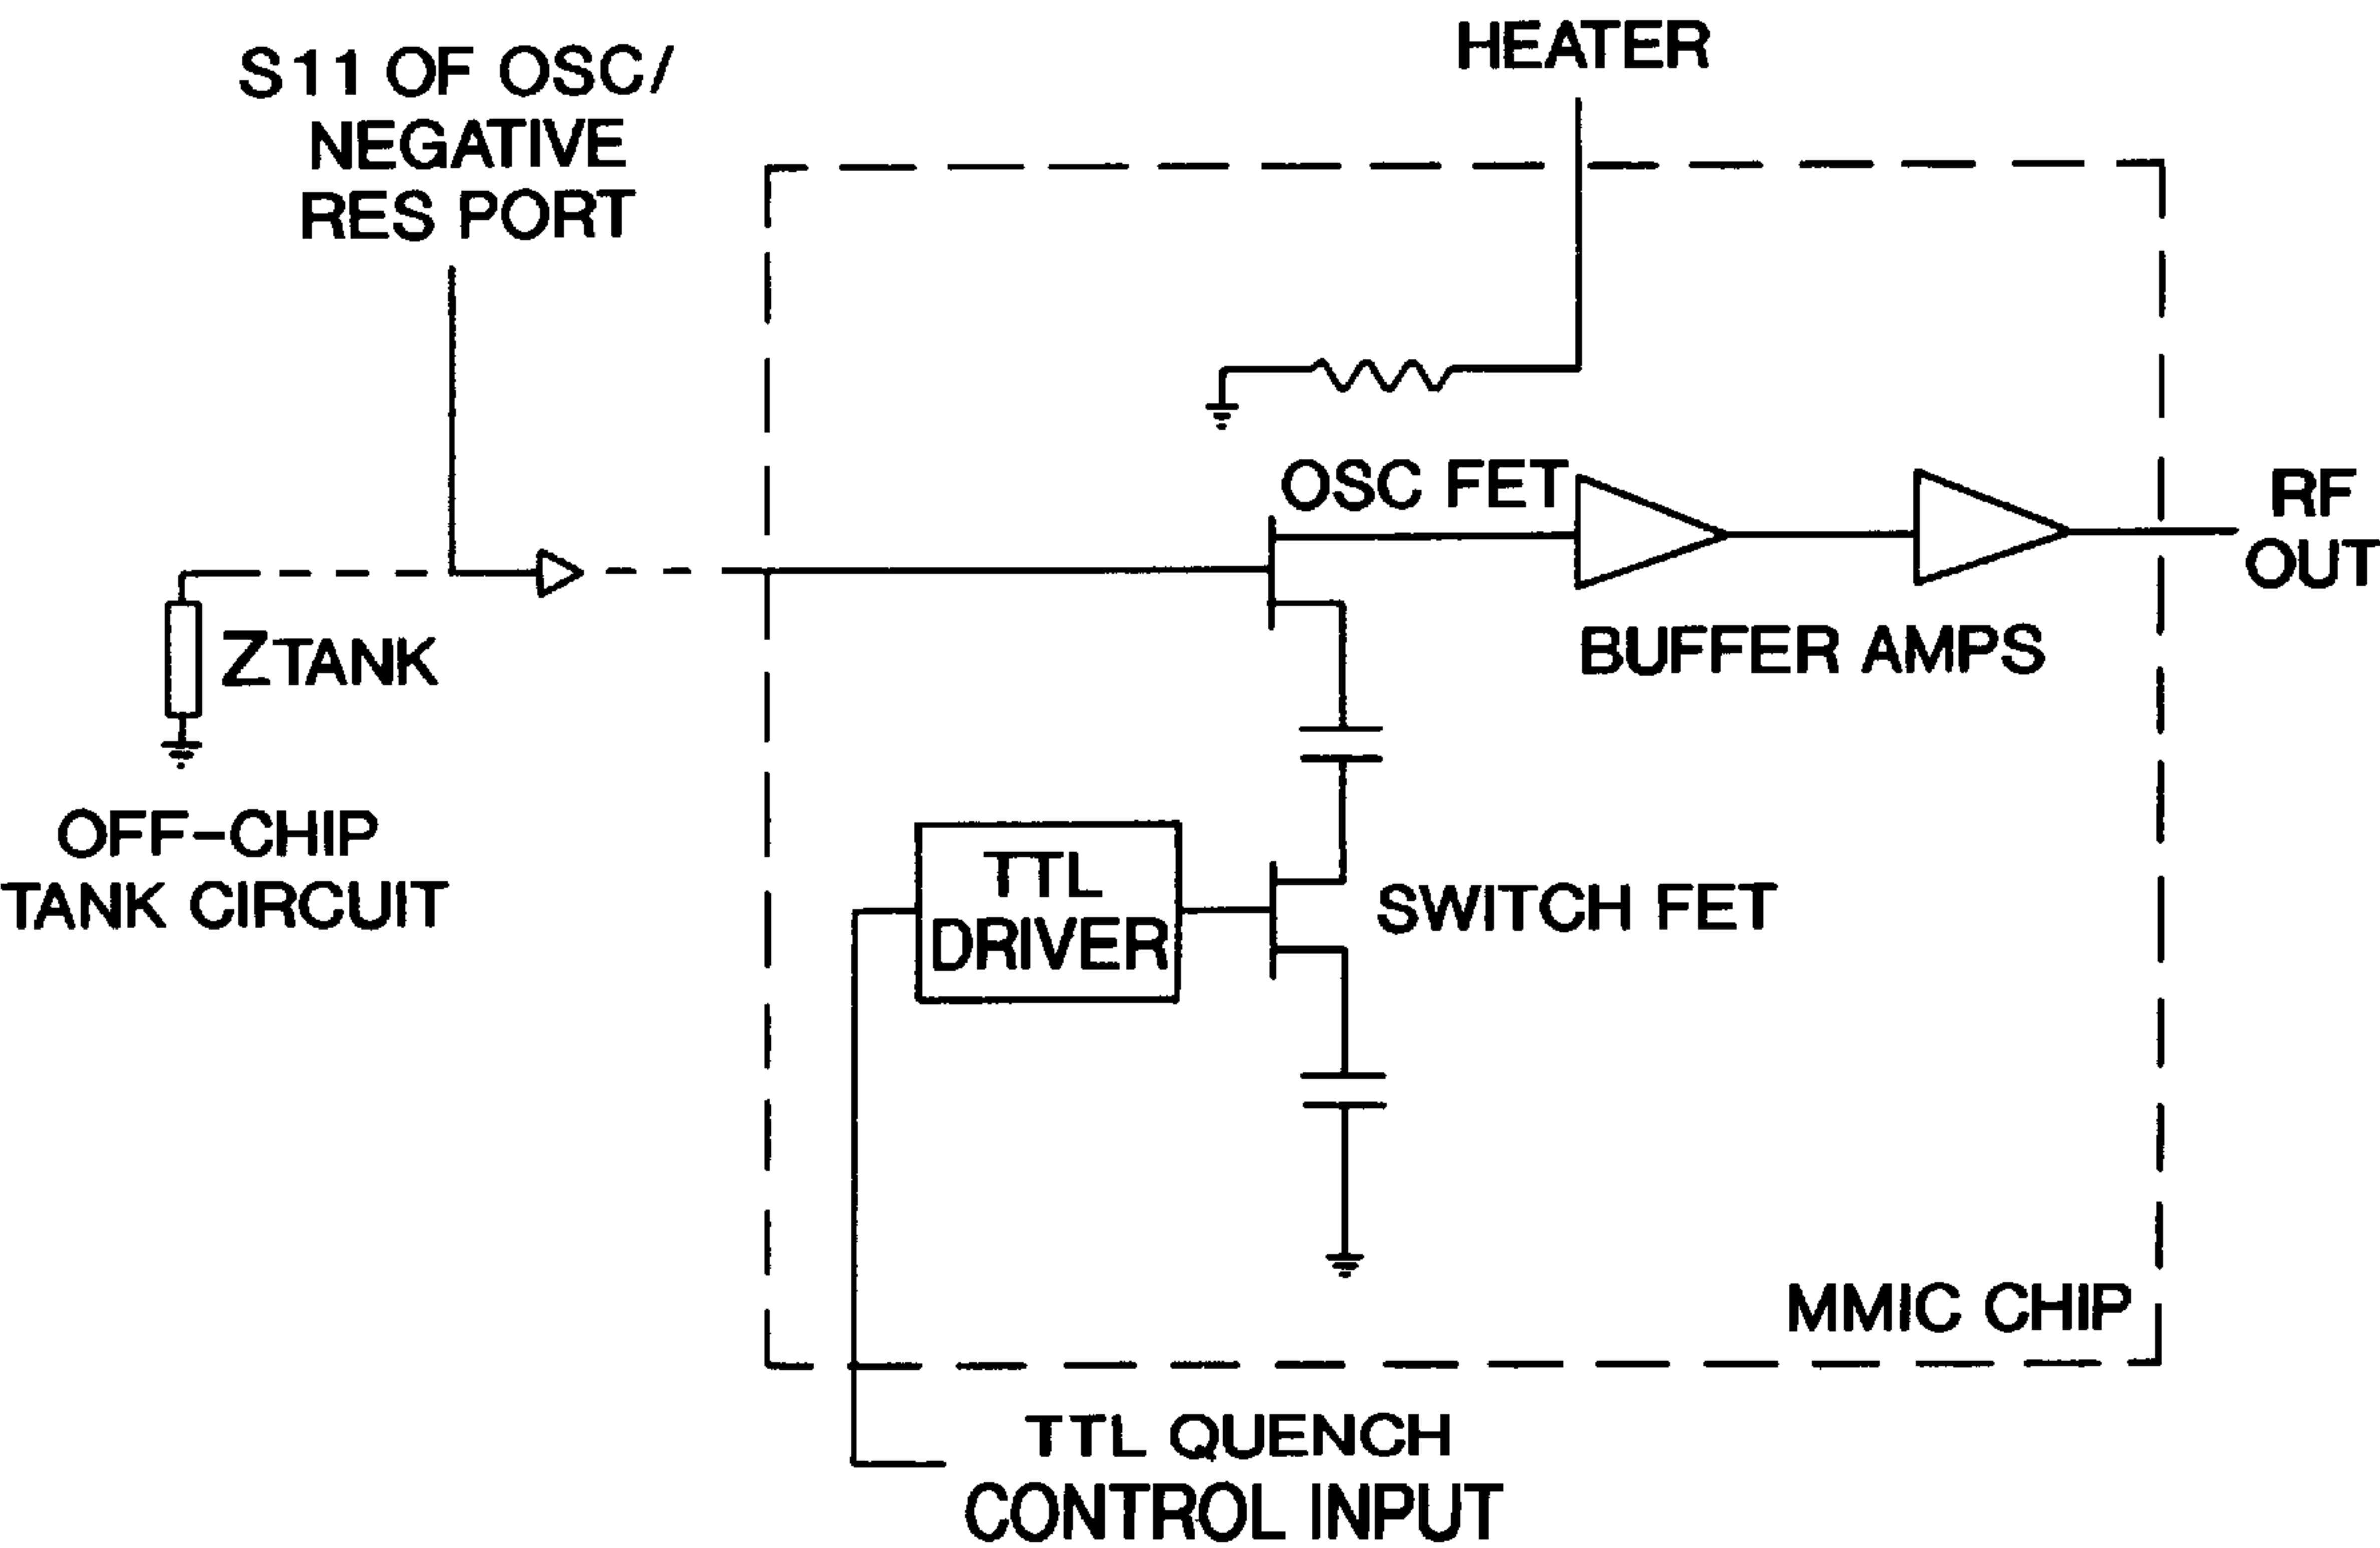 HEATER
S11 OF OSC/
NEGATIVE
RES PORT
OSC FET
RF
OUT
BUFFER AMPS
ZTANK
OFF-CHIP
TANK CIRCUIT
TTL
DRIVER
SWITCH FET
MMIC CHIP
TTL QUENCH
CONTROL INPUT